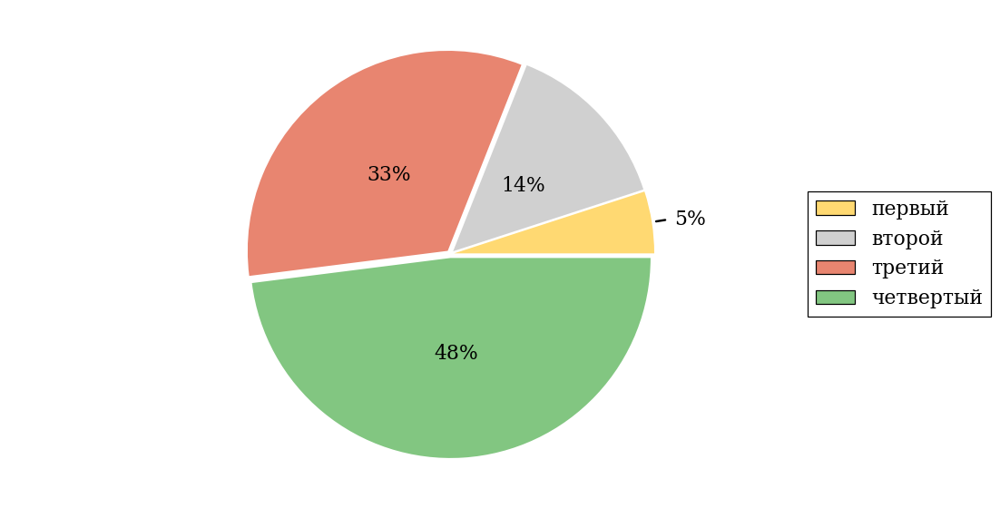 33%
14%
5%
48%
первый
второй
третий
четвертый